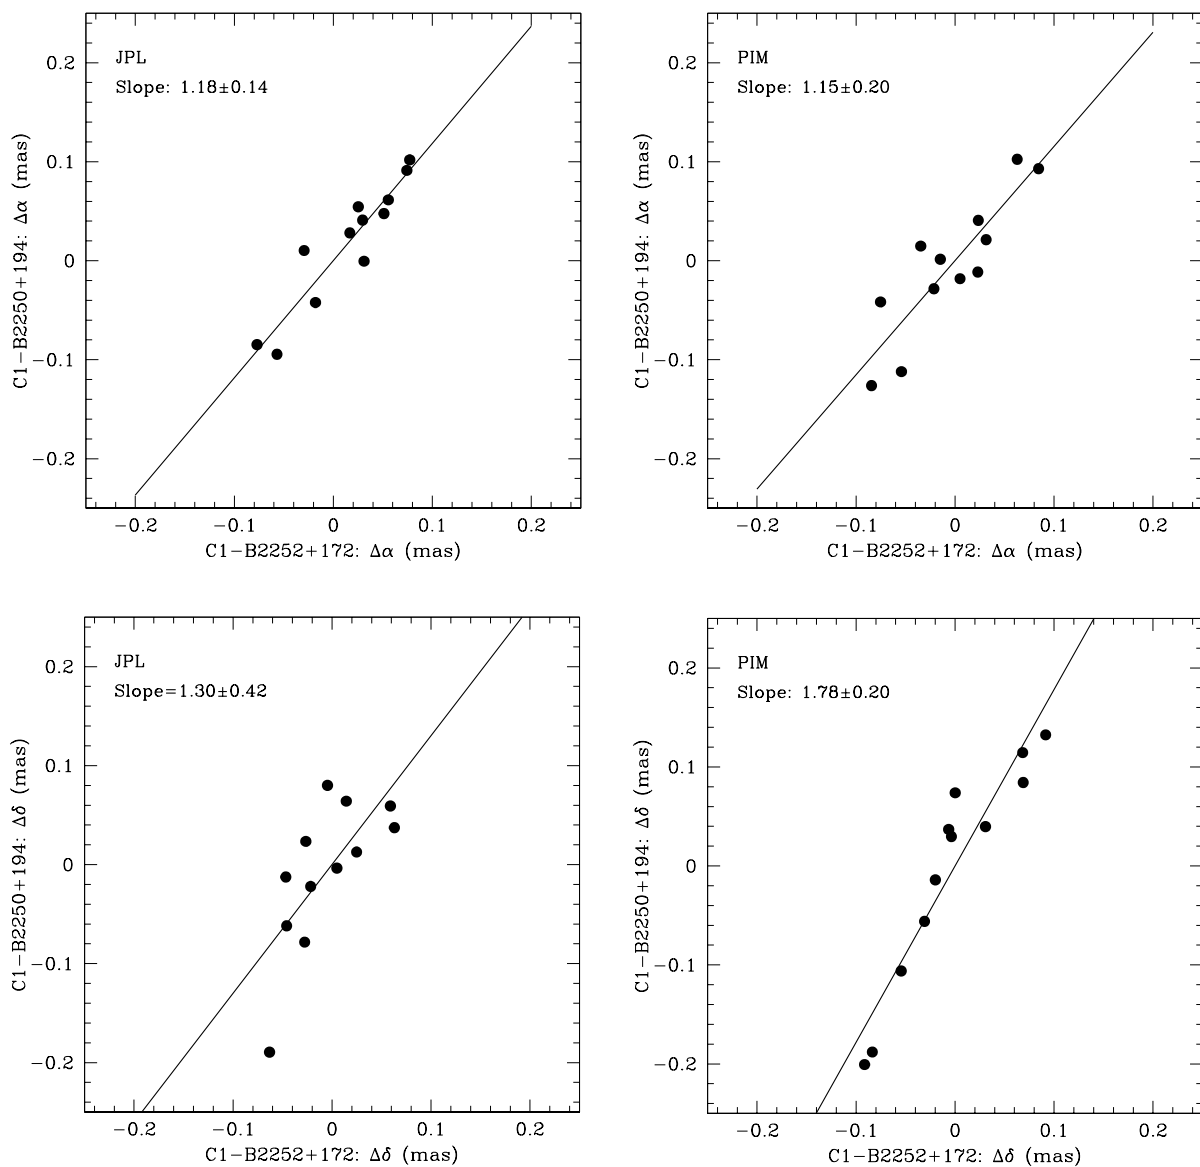 JPL
Slope: 1.18±0.14
0.2
0.1
0
−0.1
−0.2
C1−B2250+194: Δα (mas)
−0.2 −0.1 0 0.1 0.2
C1−B2252+172: Δα (mas)
PIM
Slope: 1.15±0.20
0.2
0.1
0
−0.1
−0.2
C1−B2250+194: Δα (mas)
−0.2 −0.1 0 0.1 0.2
C1−B2252+172: Δα (mas)
JPL
Slope=1.30±0.42
0.2
0.1
0
−0.1
−0.2
C1−B2250+194: Δδ (mas)
−0.2 −0.1 0 0.1 0.2
C1−B2252+172: Δδ (mas)
PIM
Slope: 1.78±0.20
0.2
0.1
0
−0.1
−0.2
C1−B2250+194: Δδ (mas)
−0.2 −0.1 0 0.1 0.2
C1−B2252+172: Δδ (mas)